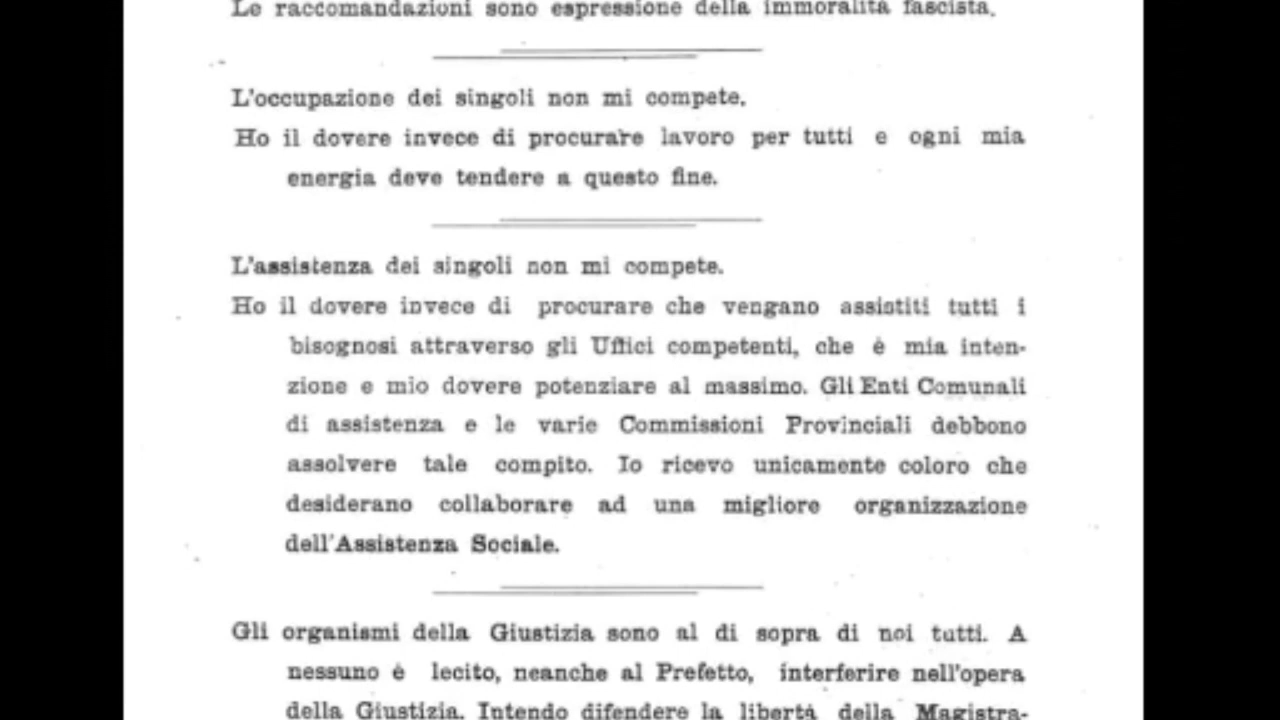 Le raccomandazioni sono espressione della immoralità fascista.
L'occupazione dei singoli non mi compete.
Ho il dovere invece di procurare lavoro per tutti e ogni mia
energia deve tendere a questo fine.
L'assistenza dei singoli non mi compete.
Ho il dovere invece di procurare che vengano assistiti tutti i
bisognosi attraverso gli Uffici competenti, che è mia inten-
zione e mio dovere potenziare al massimo. Gli Enti Comunali
di assistenza e le varie Commissioni Provinciali debbono
assolvere tale compito. Io ricevo unicamente coloro che
desiderano collaborare ad una migliore organizzazione
dell'Assistenza Sociale.
Gli organismi della Giustizia sono al di sopra di noi tutti. A
nessuno è lecito, neanche al Prefetto, interferire nell'opera
della Giustizia. Intendo difendere la libertà della Magistra-